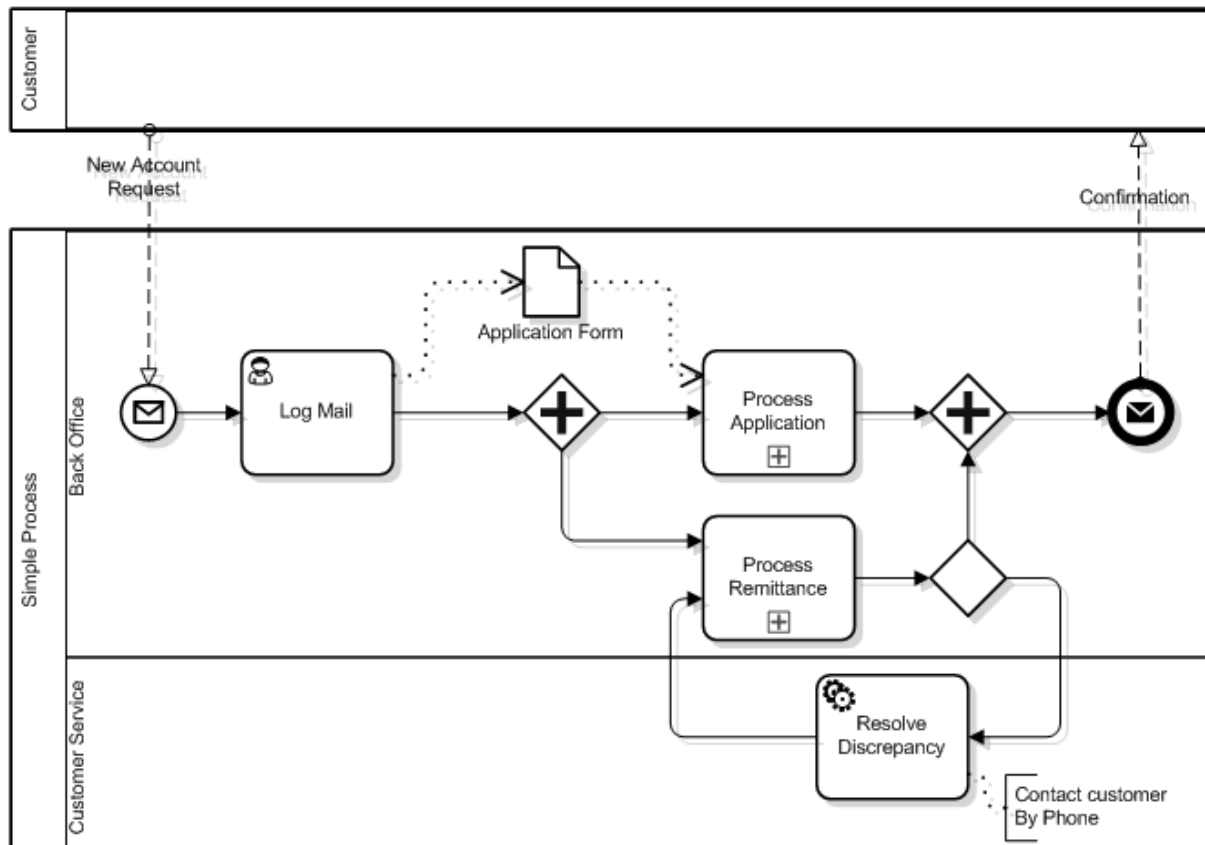 Customer
New Account
Request
Confirmation
Simple Process
Back Office
Application Form
Log Mail
Process
Application
Process
Remittance
Customer Service
Resolve
Discrepancy
Contact customer
By Phone